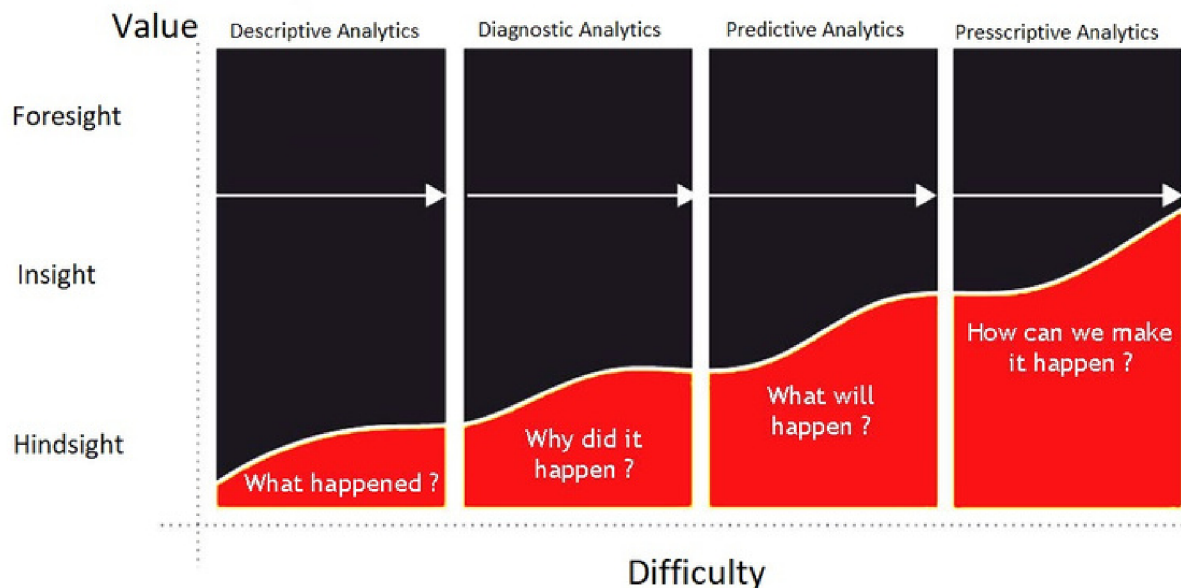 Value
Descriptive Analytics
Diagnostic Analytics
Predictive Analytics
Presscriptive Analytics
Foresight
Insight
Hindsight
What happened ?
Why did it
happen ?
What will
happen ?
How can we make
it happen ?
Difficulty